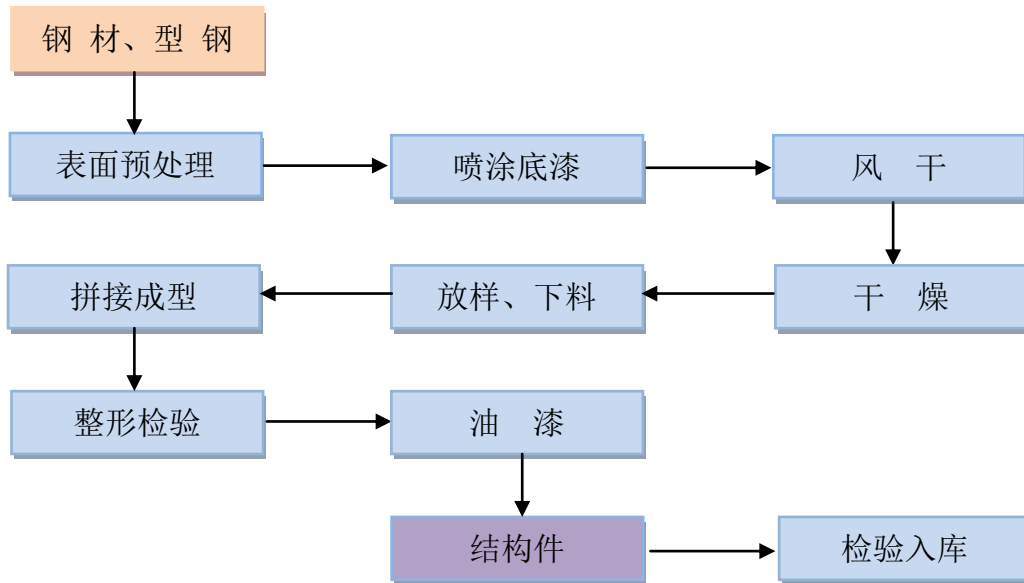 钢 材、型 钢
表面预处理
喷涂底漆
风 干
干 燥
放样、下料
拼接成型
整形检验
油 漆
结构件
检验入库